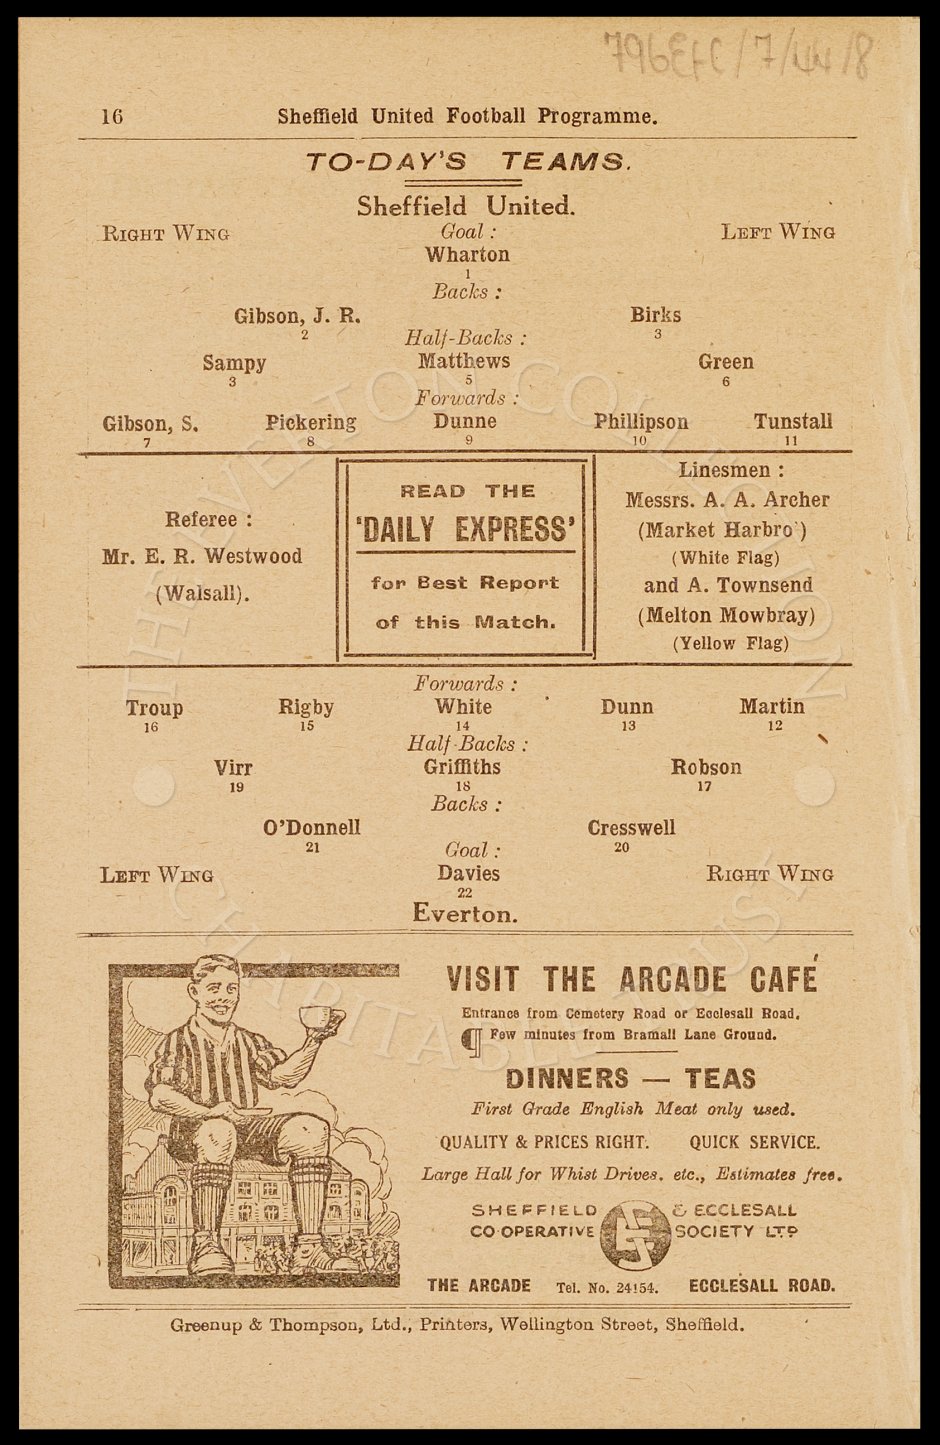 796EFC/7/44/8
16 Sheffield United Football Programme.
TO-DAY'S TEAMS.
Sheffield United.
RIGHT WING Goal : LEFT WING
Wharton
1
Backs :
Gibson, J. R. Birks
2 3
Half-Backs :
Sampy Matthews Green
3 5 6
Forwards :
Gibson, S. Pickering Dunne Phillipson Tunstall
7 8 9 10 11
Referee :
Mr. E. R. Westwood
(Walsall).
READ THE
'DAILY EXPRESS'
for Best Report
of this Match.
Linesmen :
Messrs. A. A. Archer
(Market Harbro')
(White Flag)
and A. Townsend
(Melton Mowbray)
(Yellow Flag)
Forwards :
Troup Rigby White Dunn Martin
16 15 14 13 12
Half-Backs :
Virr Griffiths Robson
19 18 17
Backs :
O'Donnell Cresswell
21 20
Goal :
LEFT WING Davies RIGHT WING
22
Everton.
VISIT THE ARCADE CAFÉ
Entrance from Cemetery Road or Ecclesall Road.
¶ Few minutes from Bramall Lane Ground.
DINNERS — TEAS
First Grade English Meat only used.
QUALITY & PRICES RIGHT. QUICK SERVICE.
Large Hall for Whist Drives, etc., Estimates free.
SHEFFIELD & ECCLESALL
CO-OPERATIVE SOCIETY LTD
THE ARCADE Tel. No. 24154. ECCLESALL ROAD.
Greenup & Thompson, Ltd., Printers, Wellington Street, Sheffield.
THE EVERTON COLLECTION
CHARITABLE TRUST